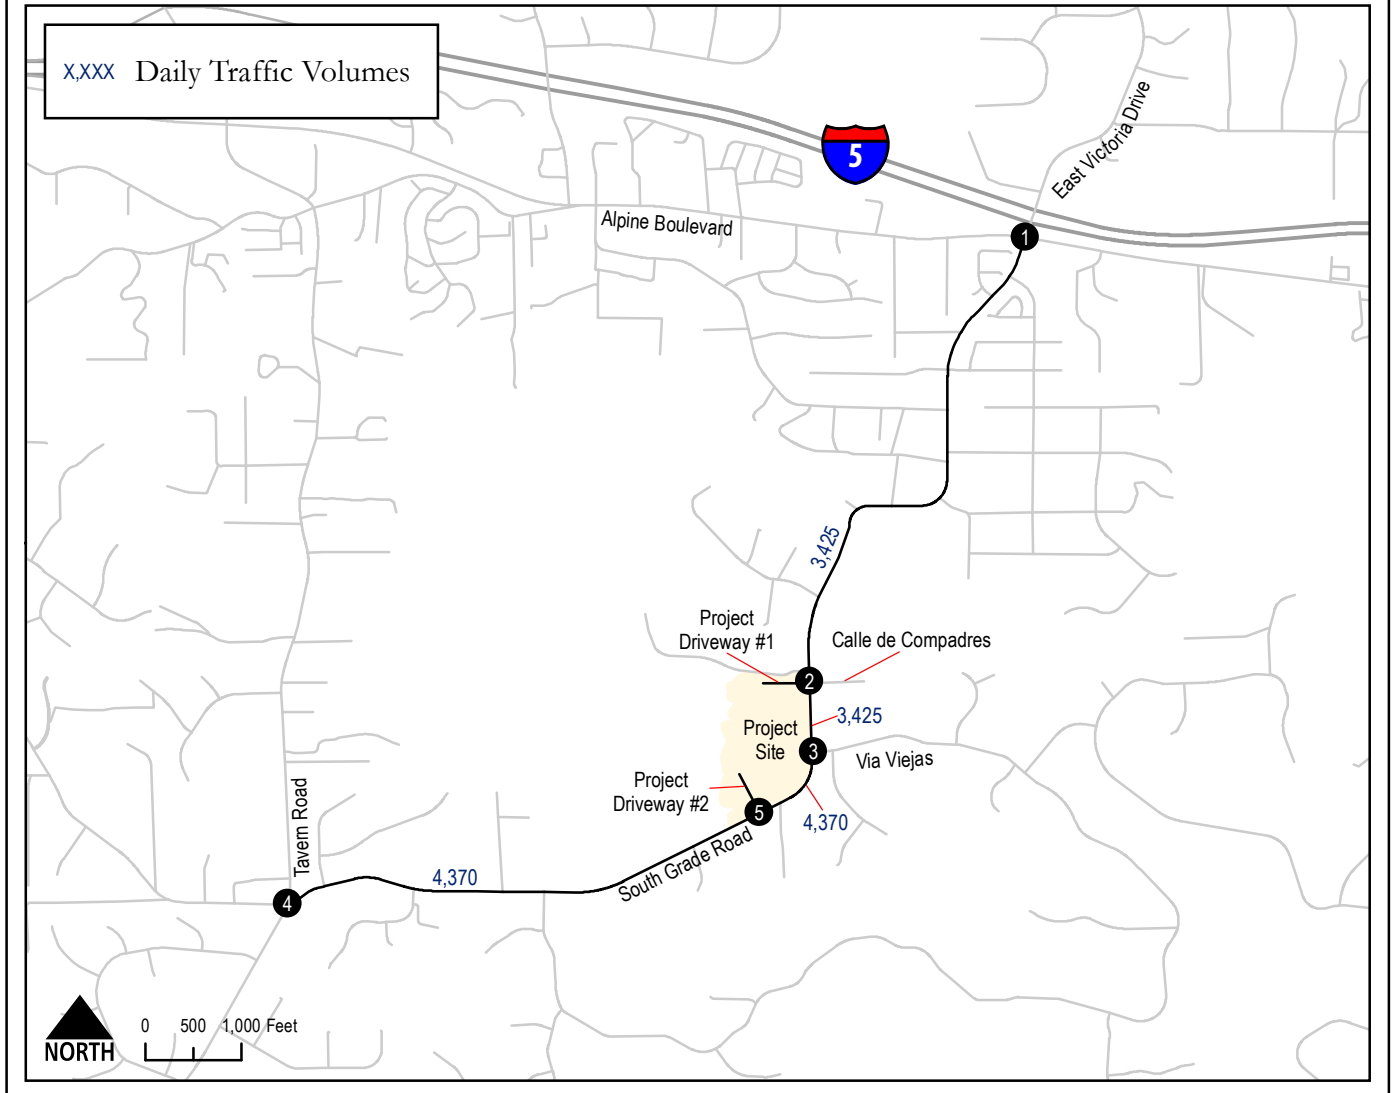 X,XXX Daily Traffic Volumes
5
East Victoria Drive
Alpine Boulevard
1
3,425
Project
Driveway #1
Calle de Compadres
2
3,425
Project
Site
3
Via Viejas
Project
Driveway #2
5
4,370
South Grade Road
Tavern Road
4,370
4
0 500 1,000 Feet
NORTH